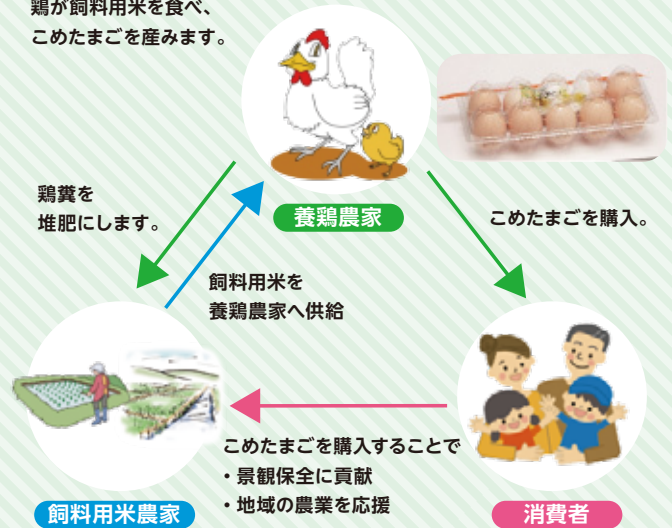 鶏が飼料用米を食べ、
こめたまごを産みます。
鶏糞を
堆肥にします。
養鶏農家
こめたまごを購入。
飼料用米を
養鶏農家へ供給
こめたまごを購入することで
・景観保全に貢献
・地域の農業を応援
飼料用米農家
消費者